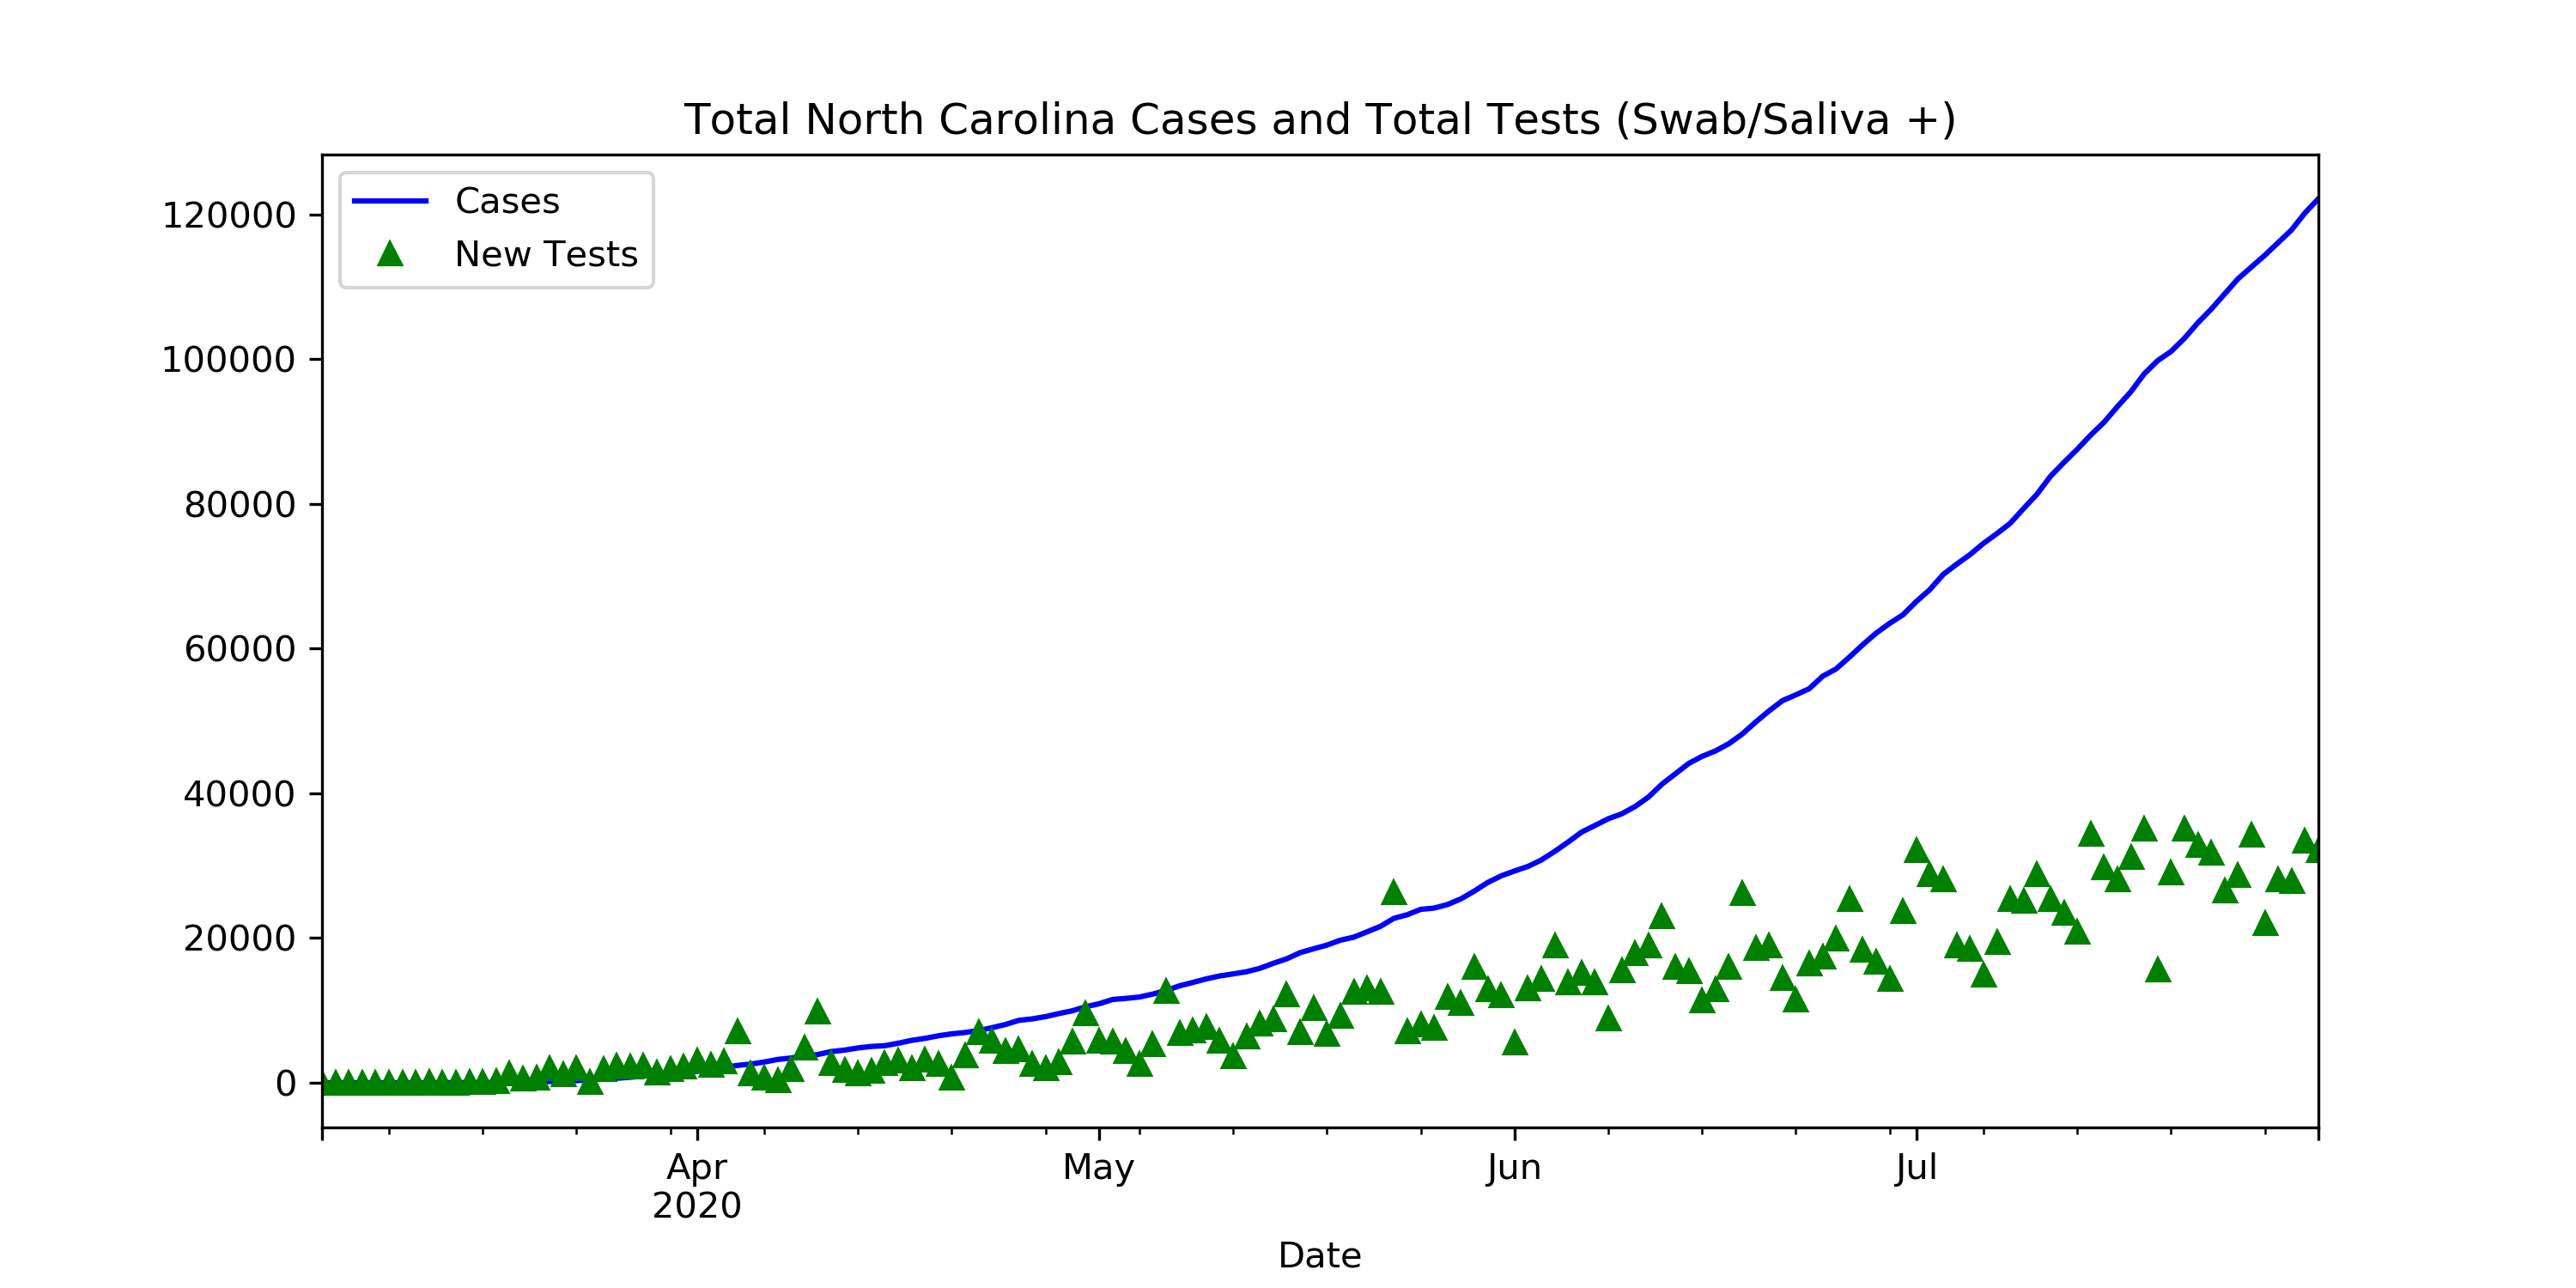 Total North Carolina Cases and Total Tests (Swab/Saliva +)
Cases
New Tests
120000
100000
80000
60000
40000
20000
0
Apr
2020
May
Jun
Jul
Date